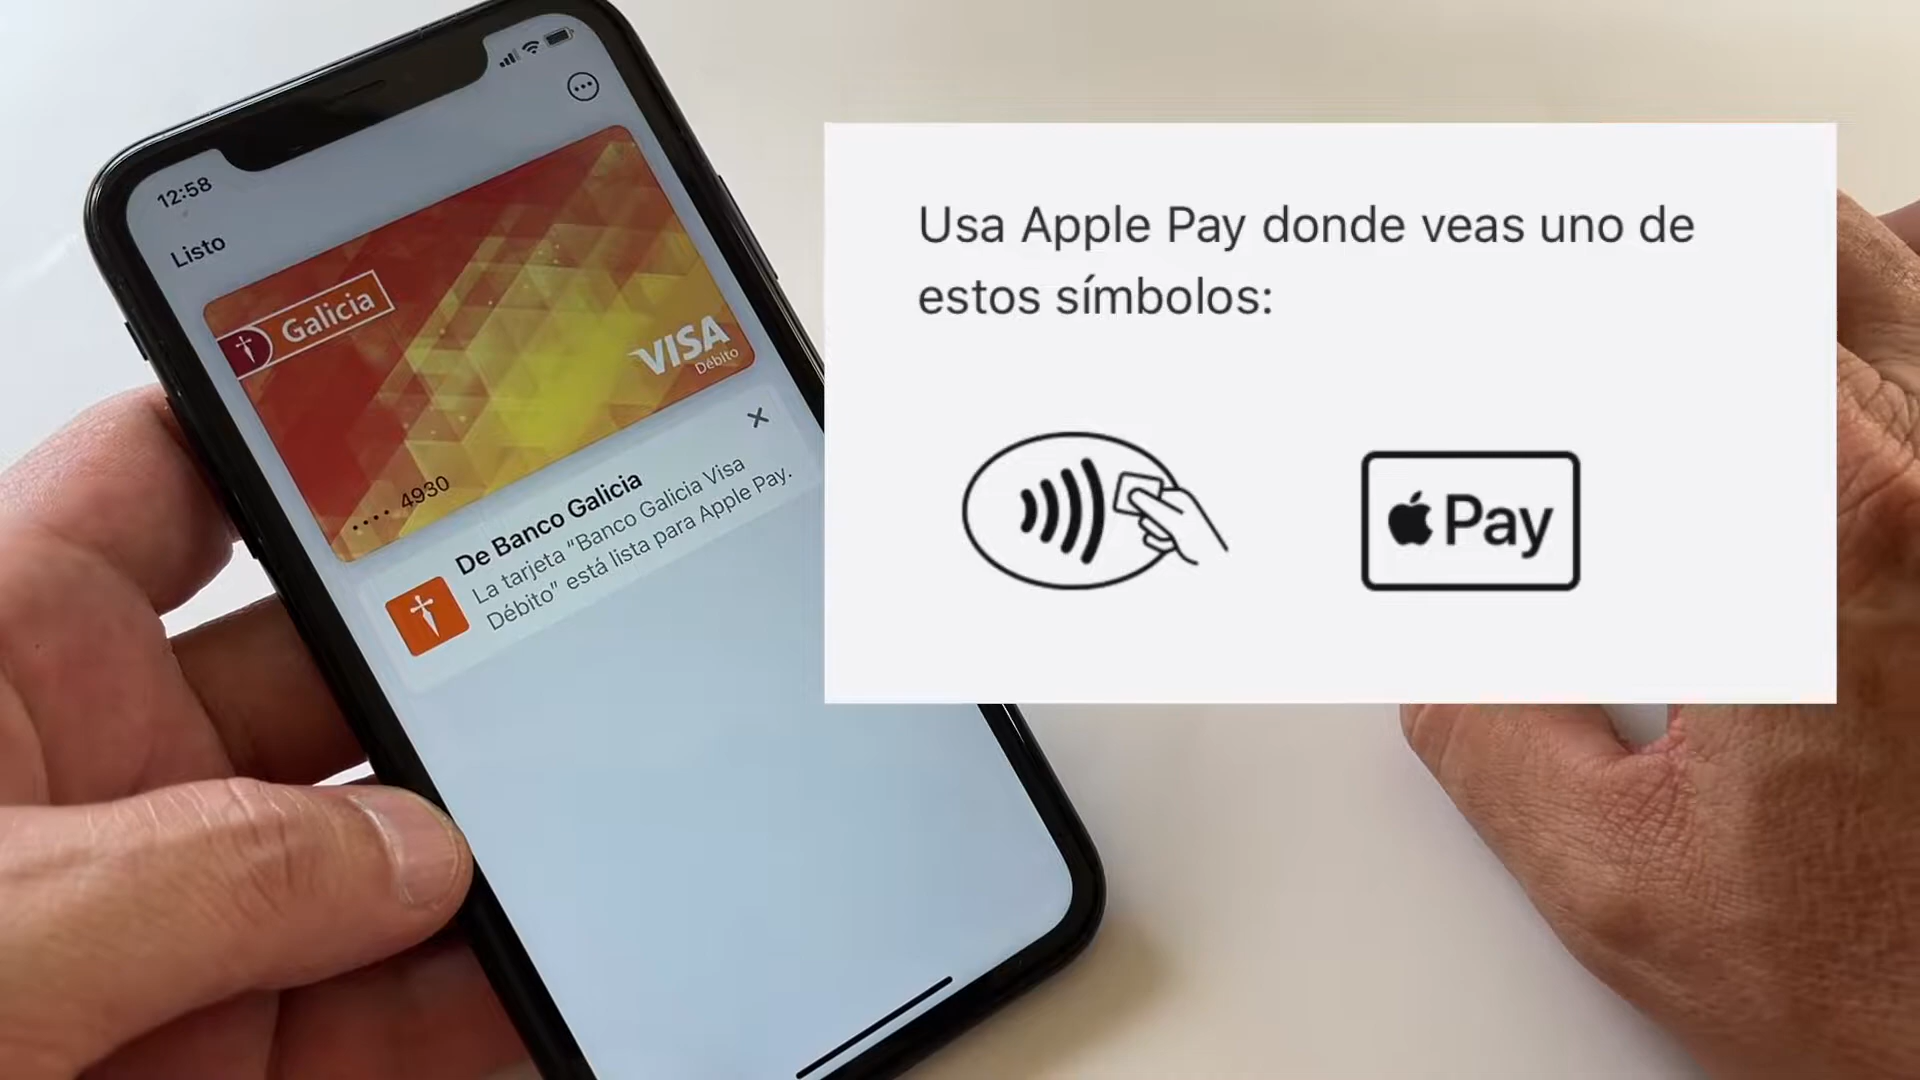 12:58
Listo
Galicia
VISA
Débito
.... 4930
De Banco Galicia
La tarjeta “Banco Galicia Visa
Débito” está lista para Apple Pay.
Usa Apple Pay donde veas uno de
estos símbolos:
Pay